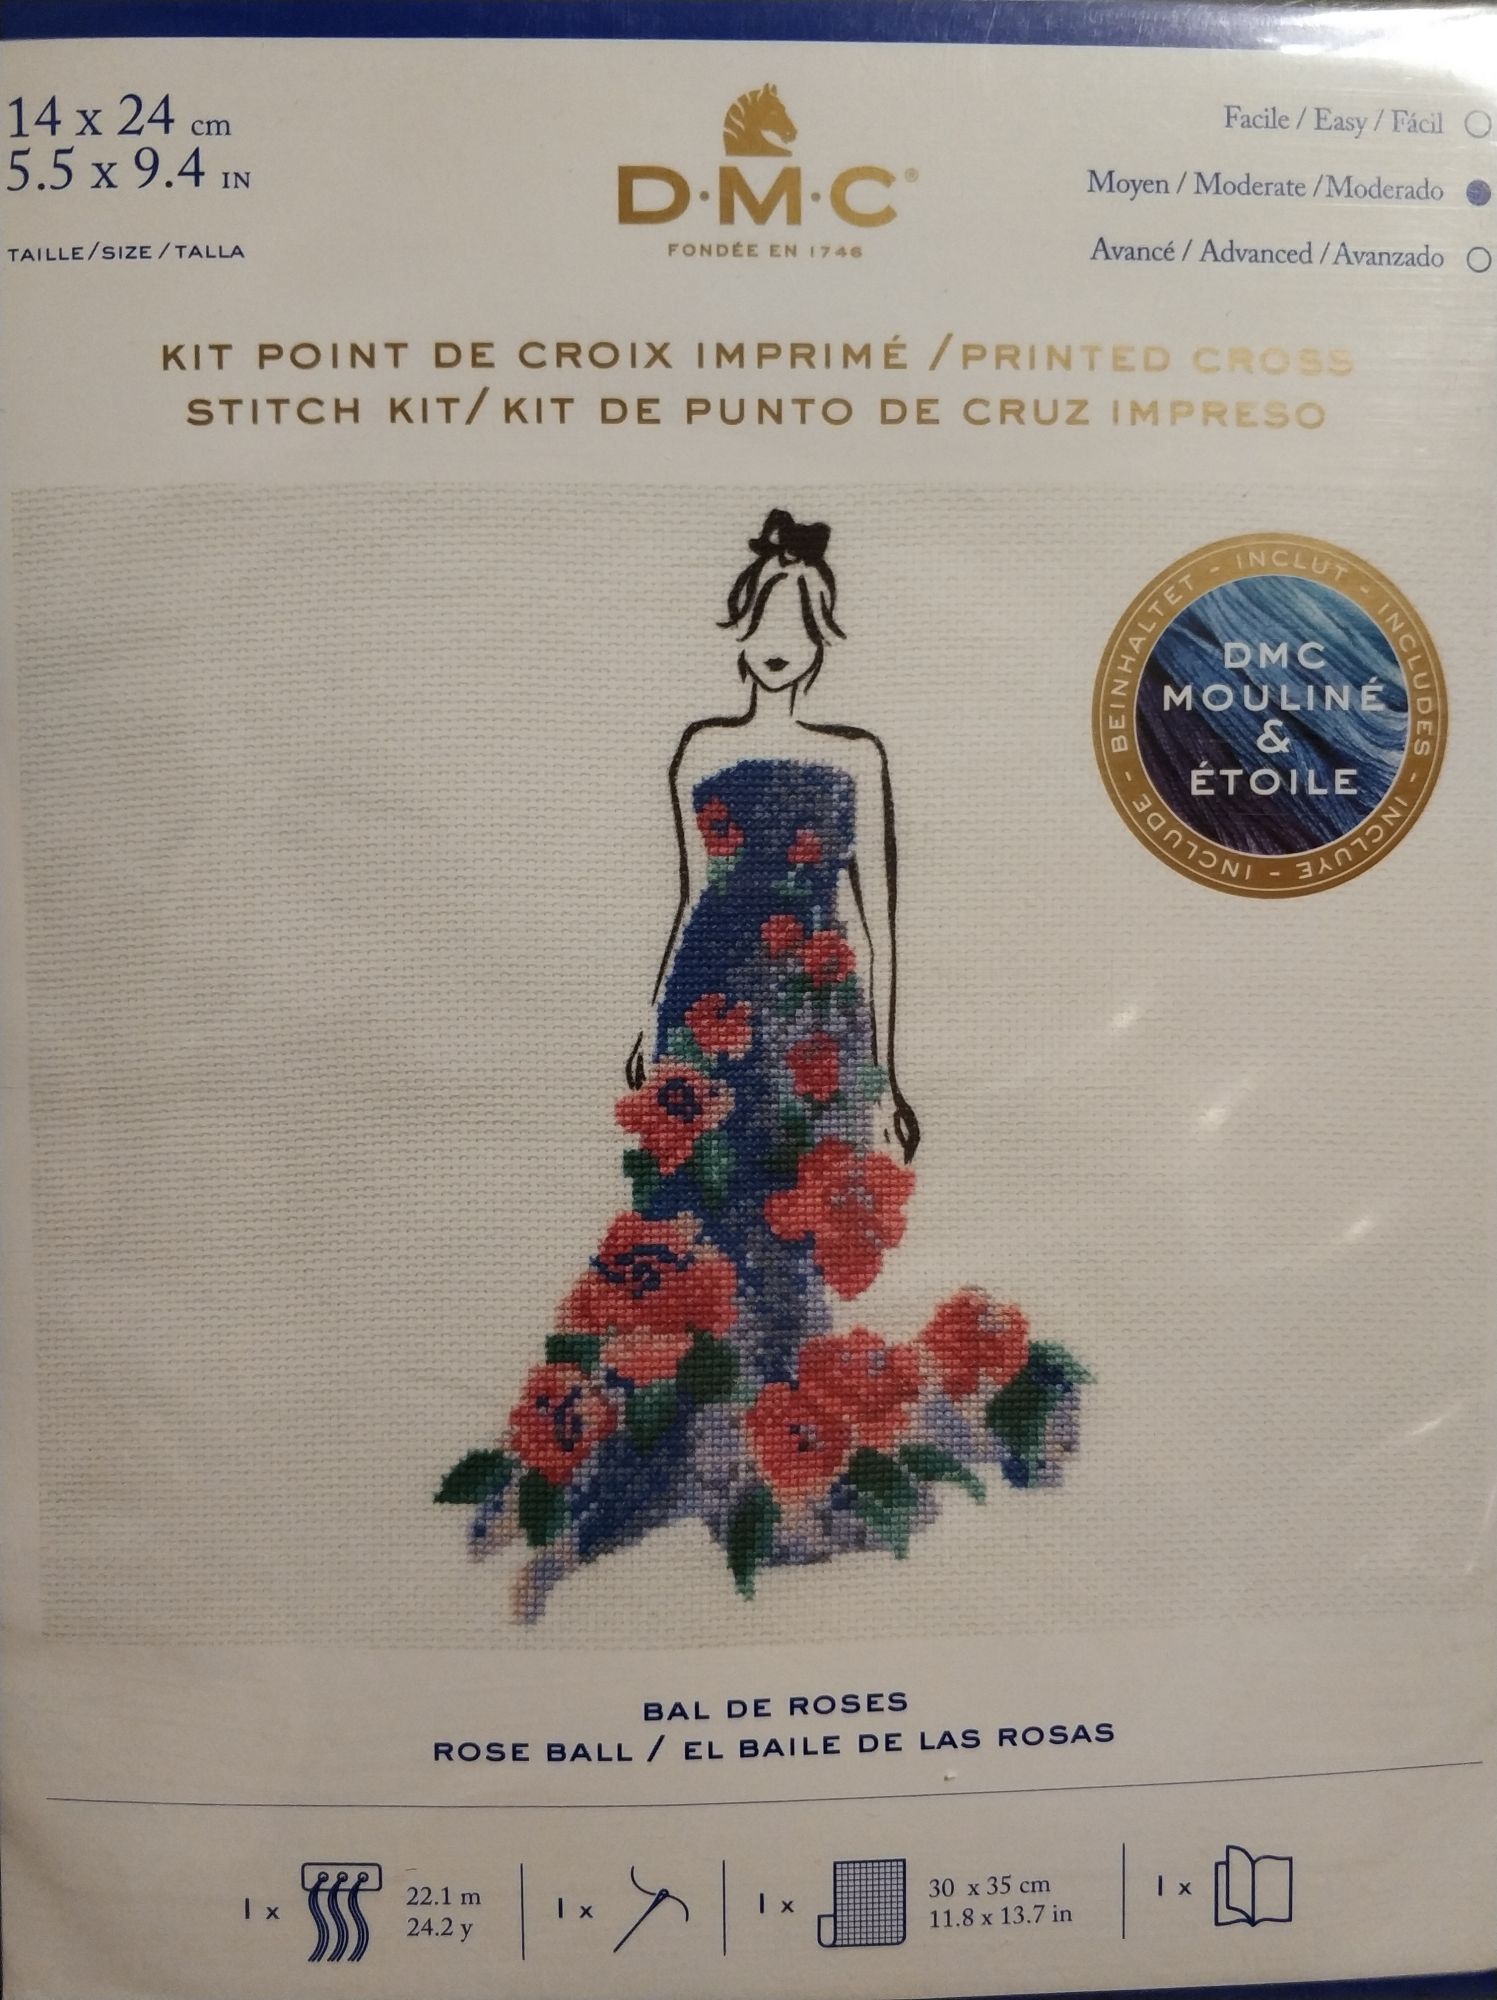 14 x 24 cm
5.5 x 9.4 IN
TAILLE/SIZE/TALLA
D·M·C®
FONDÉE EN 1746
Facile / Easy / Fácil
Moyen / Moderate /Moderado
Avancé / Advanced /Avanzado
KIT POINT DE CROIX IMPRIMÉ /PRINTED CROSS
STITCH KIT/ KIT DE PUNTO DE CRUZ IMPRESO
BEINHALTET - INCLUT - INCLUDES - INCLUYE - INCLUDE -
DMC
MOULINÉ
&
ÉTOILE
BAL DE ROSES
ROSE BALL / EL BAILE DE LAS ROSAS
1 x
22.1 m
24.2 y
1 x
1 x
30 x 35 cm
11.8 x 13.7 in
1 x